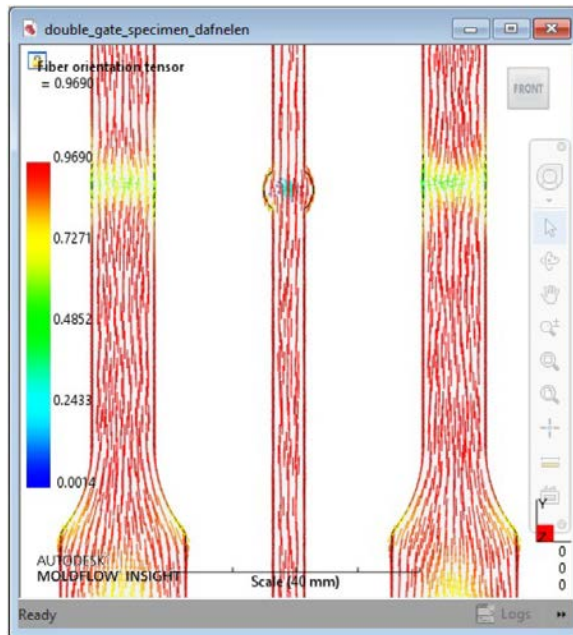 double_gate_specimen_dafnelen
Fiber orientation tensor
= 0.9690
FRONT
0.9690
0.7271
0.4852
0.2433
0.0014
Y
Z
AUTODESK
MOLDFLOW INSIGHT
Scale (40 mm)
0
0
0
Ready
Logs